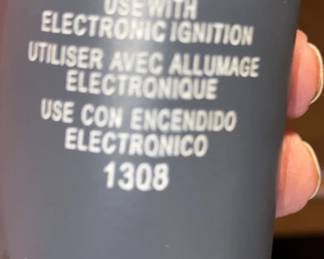 USE WITH
ELECTRONIC IGNITION
UTILISER AVEC ALLUMAGE
ELECTRONIQUE
USE CON ENCENDIDO
ELECTRONICO
1308